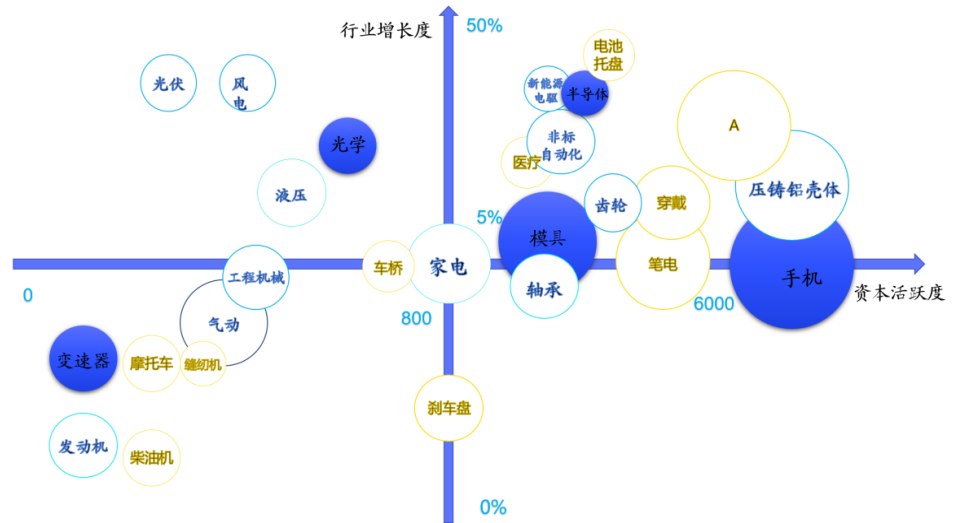 行业增长度
50%
电池
托盘
光伏
风
电
新能源
电驱
半导体
光学
A
非标
自动化
医疗
液压
压铸铝壳体
齿轮
穿戴
5%
模具
车桥
家电
笔电
手机
工程机械
轴承
0
800
6000
资本活跃度
气动
变速器
摩托车
缝纫机
刹车盘
发动机
柴油机
0%